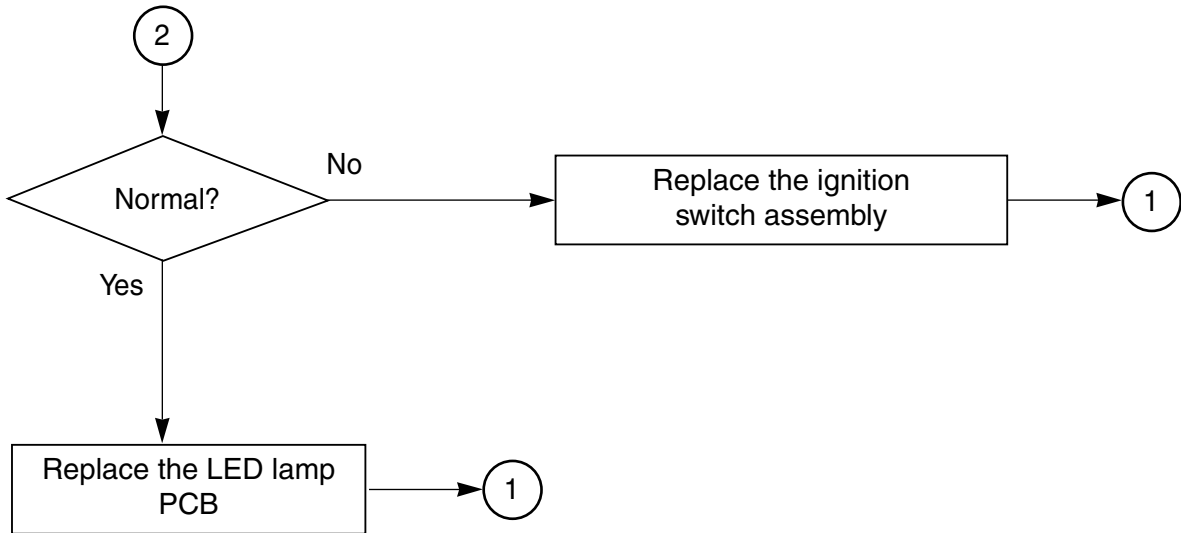 2
Normal?
No
Replace the ignition
switch assembly
1
Yes
Replace the LED lamp
PCB
1